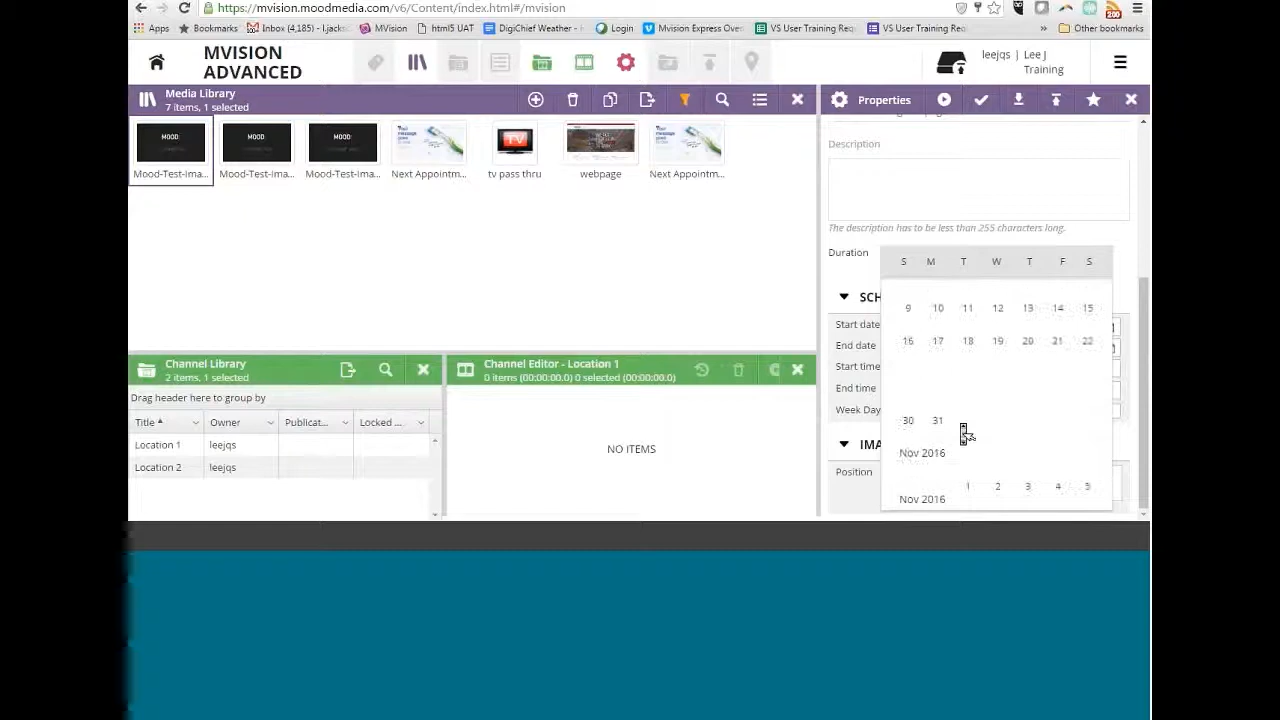 https://mvision.moodmedia.com/v6/Content/index.html#/mvision
Apps Bookmarks Inbox (4,185) - l.jacks MVision html5 UAT DigiChief Weather - Login Mvision Express Over VS User Training Req VS User Training Rec » Other bookmarks
MVISION
ADVANCED
leejqs | Lee J
Training
Media Library
7 items, 1 selected
Properties
MOOD: MOOD: MOOD: TV
Mood-Test-Ima... Mood-Test-Ima... Mood-Test-Ima... Next Appointm... tv pass thru webpage Next Appointm...
Description
The description has to be less than 255 characters long.
Duration
S M T W T F S
9 10 11 12 13 14 15
16 17 18 19 20 21 22
30 31
Nov 2016
1 2 3 4 5
Nov 2016
SCH
Start date
End date
Start time
End time
Week Day
IMA
Position
Channel Library
2 items, 1 selected
Drag header here to group by
Title Owner Publicat... Locked ...
Location 1 leejqs
Location 2 leejqs
Channel Editor - Location 1
0 items (00:00:00.0) 0 selected (00:00:00.0)
NO ITEMS